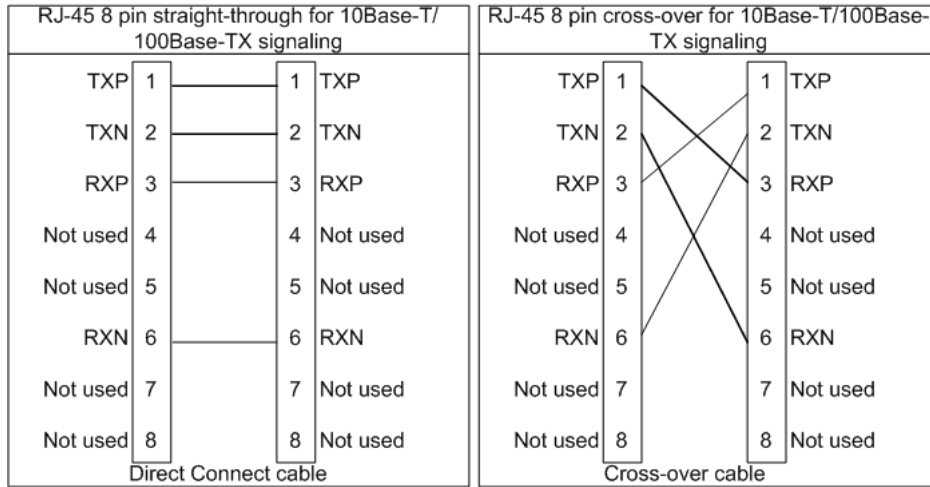 RJ-45 8 pin straight-through for 10Base-T/
100Base-TX signaling
TXP 1 1 TXP
TXN 2 2 TXN
RXP 3 3 RXP
Not used 4 4 Not used
Not used 5 5 Not used
RXN 6 6 RXN
Not used 7 7 Not used
Not used 8 8 Not used
Direct Connect cable
RJ-45 8 pin cross-over for 10Base-T/100Base-
TX signaling
TXP 1 1 TXP
TXN 2 2 TXN
RXP 3 3 RXP
Not used 4 4 Not used
Not used 5 5 Not used
RXN 6 6 RXN
Not used 7 7 Not used
Not used 8 8 Not used
Cross-over cable